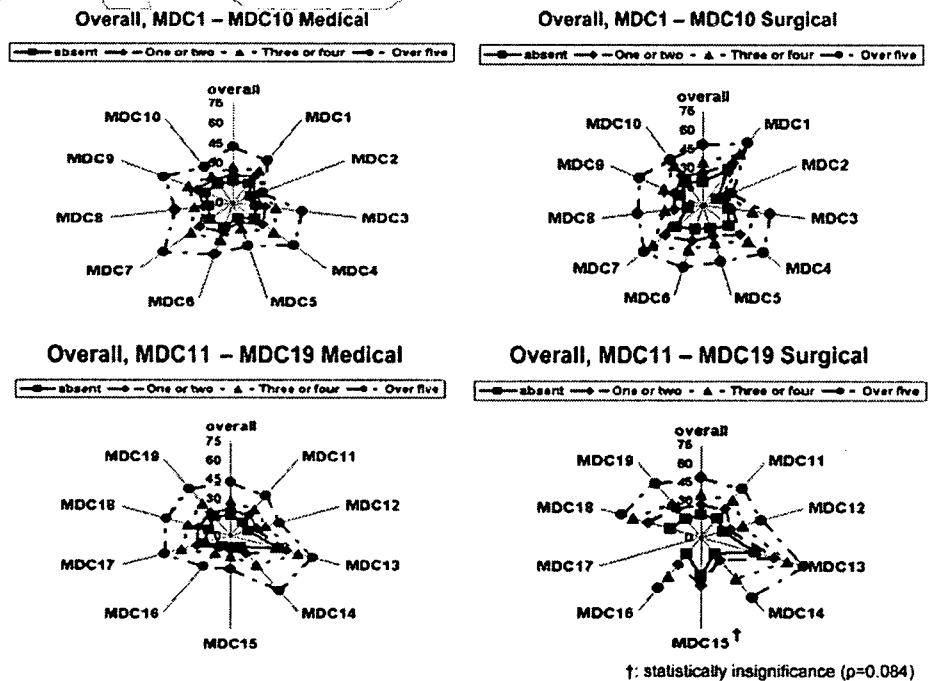 Overall, MDC1 – MDC10 Medical
absent One or two Three or four Over five
overall
75
60
45
30
0
MDC1
MDC2
MDC3
MDC4
MDC5
MDC6
MDC7
MDC8
MDC9
MDC10
Overall, MDC1 – MDC10 Surgical
absent One or two Three or four Over five
overall
75
60
45
30
MDC1
MDC2
MDC3
MDC4
MDC5
MDC6
MDC7
MDC8
MDC9
MDC10
Overall, MDC11 – MDC19 Medical
absent One or two Three or four Over five
overall
75
60
45
30
0
MDC11
MDC12
MDC13
MDC14
MDC15
MDC16
MDC17
MDC18
MDC19
Overall, MDC11 – MDC19 Surgical
absent One or two Three or four Over five
overall
75
60
45
30
0
MDC11
MDC12
MDC13
MDC14
MDC15†
MDC16
MDC17
MDC18
MDC19
†: statistically insignificance (p=0.084)